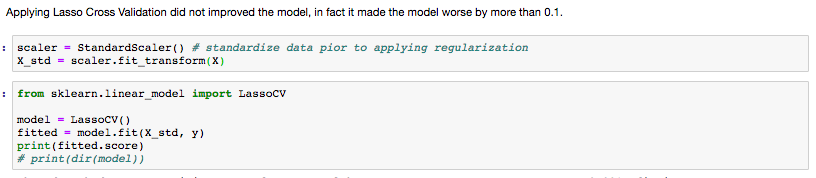 Applying Lasso Cross Validation did not improved the model, in fact it made the model worse by more than 0.1.
: scaler = StandardScaler() # standardize data pior to applying regularization
X_std = scaler.fit_transform(X)
: from sklearn.linear_model import LassoCV
model = LassoCV()
fitted = model.fit(X_std, y)
print(fitted.score)
# print(dir(model))